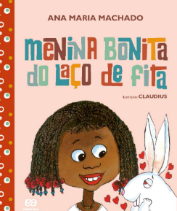 ANA MARIA MACHADO
MENINA BONITA
DO LAÇO DE FITA
CLAUDIUS